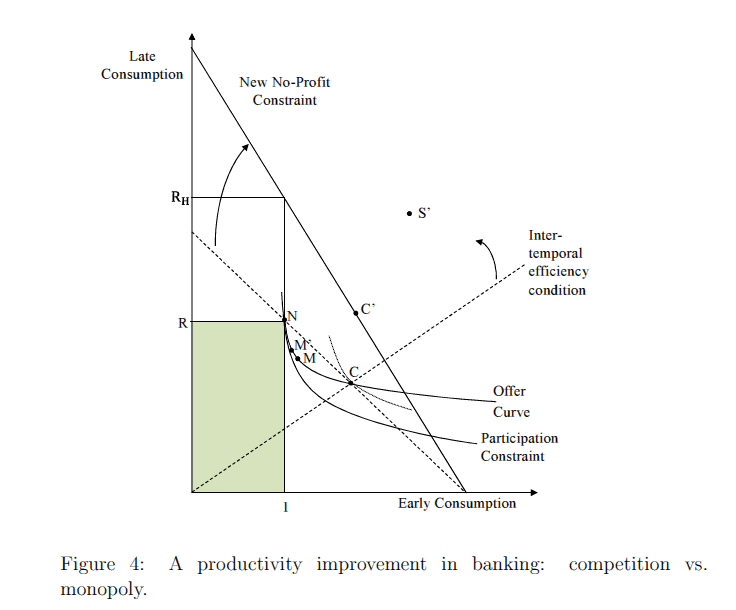 Late
Consumption
New No-Profit
Constraint
R_H
S'
Inter-
temporal
efficiency
condition
C'
R
N
M'
M
C
Offer
Curve
Participation
Constraint
1
Early Consumption
Figure 4: A productivity improvement in banking: competition vs.
monopoly.